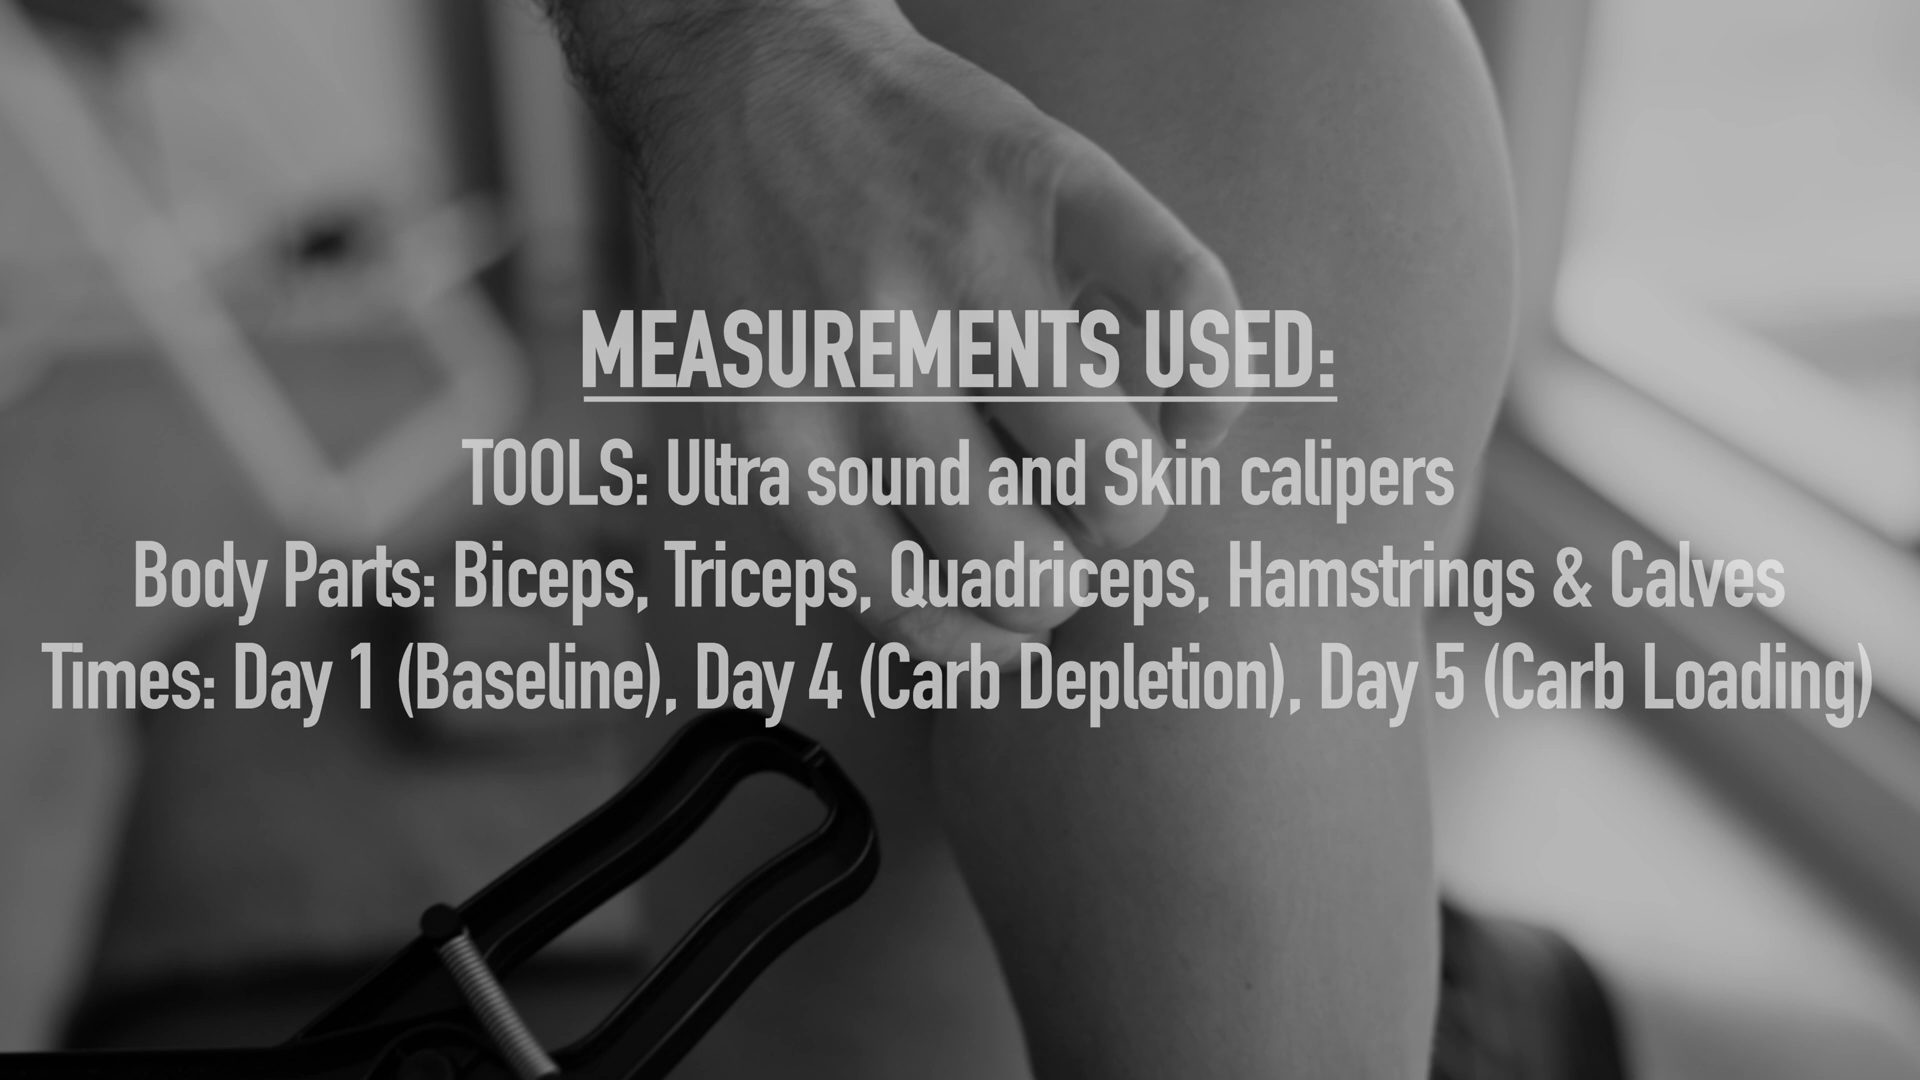 MEASUREMENTS USED:
TOOLS: Ultra sound and Skin calipers
Body Parts: Biceps, Triceps, Quadriceps, Hamstrings & Calves
Times: Day 1 (Baseline), Day 4 (Carb Depletion), Day 5 (Carb Loading)